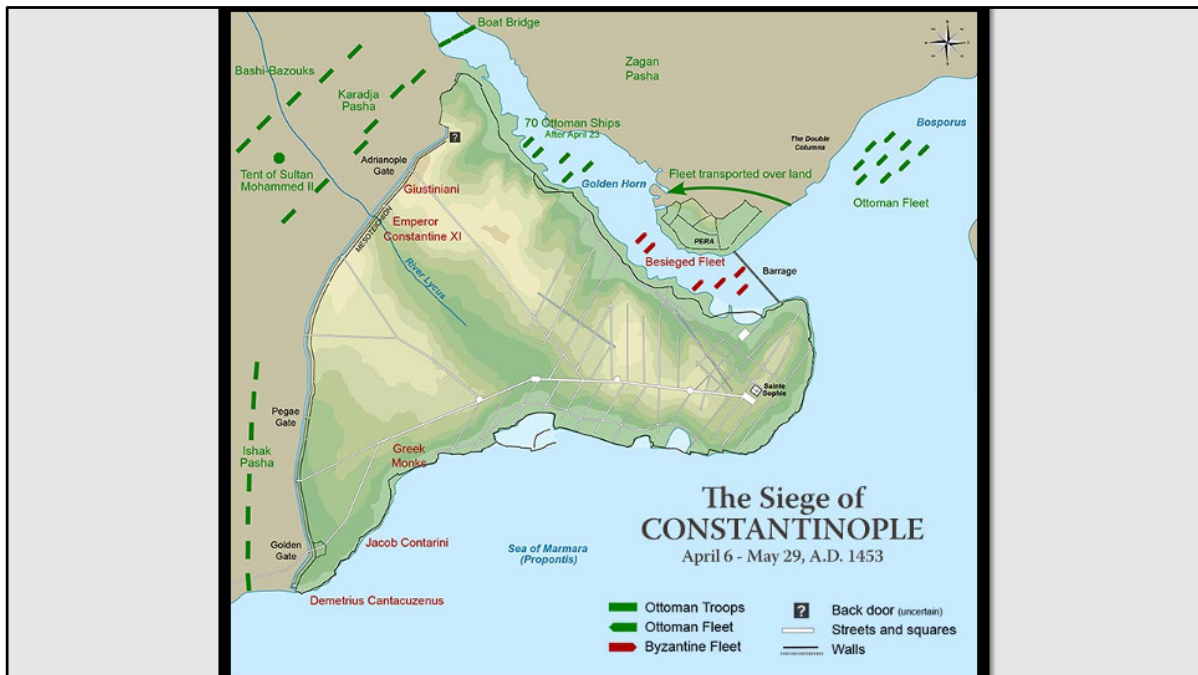 Boat Bridge
Bashi-Bazouks
Zagan
Pasha
Karadja
Pasha
70 Ottoman Ships
After April 23
Bosporus
The Double
Columns
Adrianople
Gate
Tent of Sultan
Mohammed II
Golden Horn
Fleet transported over land
Giustiniani
Ottoman Fleet
Emperor
Constantine XI
MESOTEICHION
PERA
River Lycus
Besieged Fleet
Barrage
Sainte
Sophie
Pegae
Gate
Ishak
Pasha
Greek
Monks
The Siege of
CONSTANTINOPLE
April 6 - May 29, A.D. 1453
Golden
Gate
Jacob Contarini
Sea of Marmara
(Propontis)
Demetrius Cantacuzenus
Ottoman Troops
Ottoman Fleet
Byzantine Fleet
? Back door (uncertain)
Streets and squares
Walls